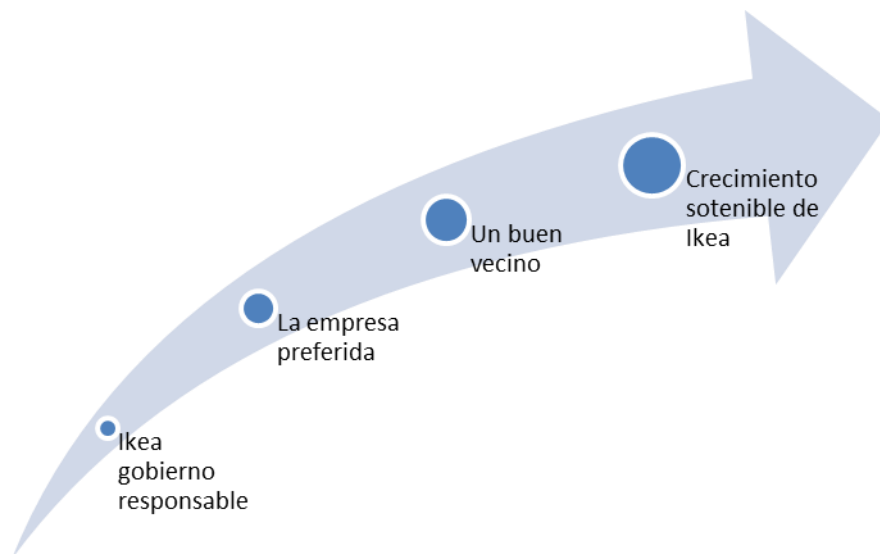 Crecimiento
sotenible de
Ikea
Un buen
vecino
La empresa
preferida
Ikea
gobierno
responsable